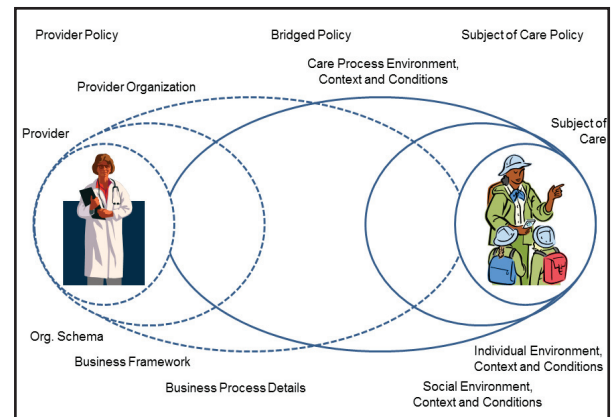 Provider Policy
Bridged Policy
Subject of Care Policy
Care Process Environment,
Context and Conditions
Provider Organization
Provider
Subject of
Care
Org. Schema
Business Framework
Business Process Details
Individual Environment,
Context and Conditions
Social Environment,
Context and Conditions